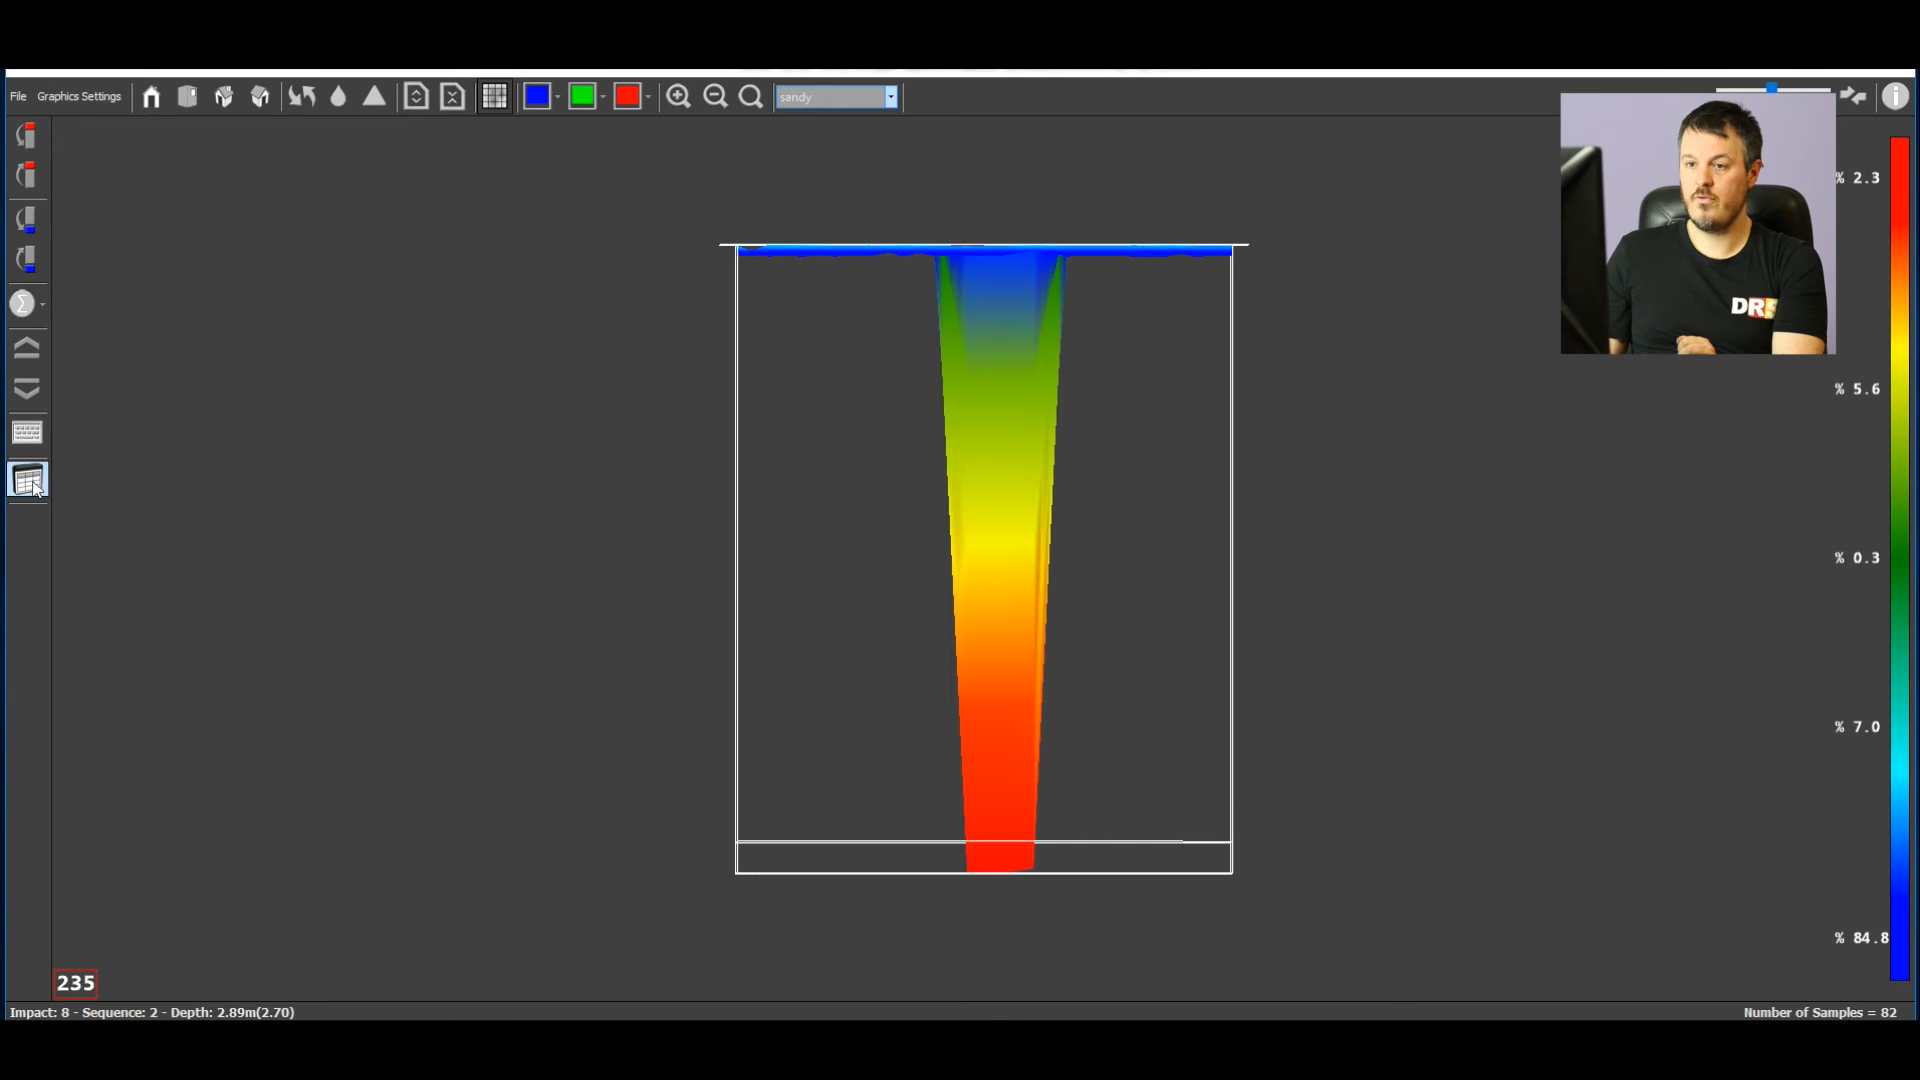 File Graphics Settings
sandy
% 2.3
DRS
% 5.6
% 0.3
% 7.0
% 84.8
235
Impact: 8 - Sequence: 2 - Depth: 2.89m(2.70)
Number of Samples = 82